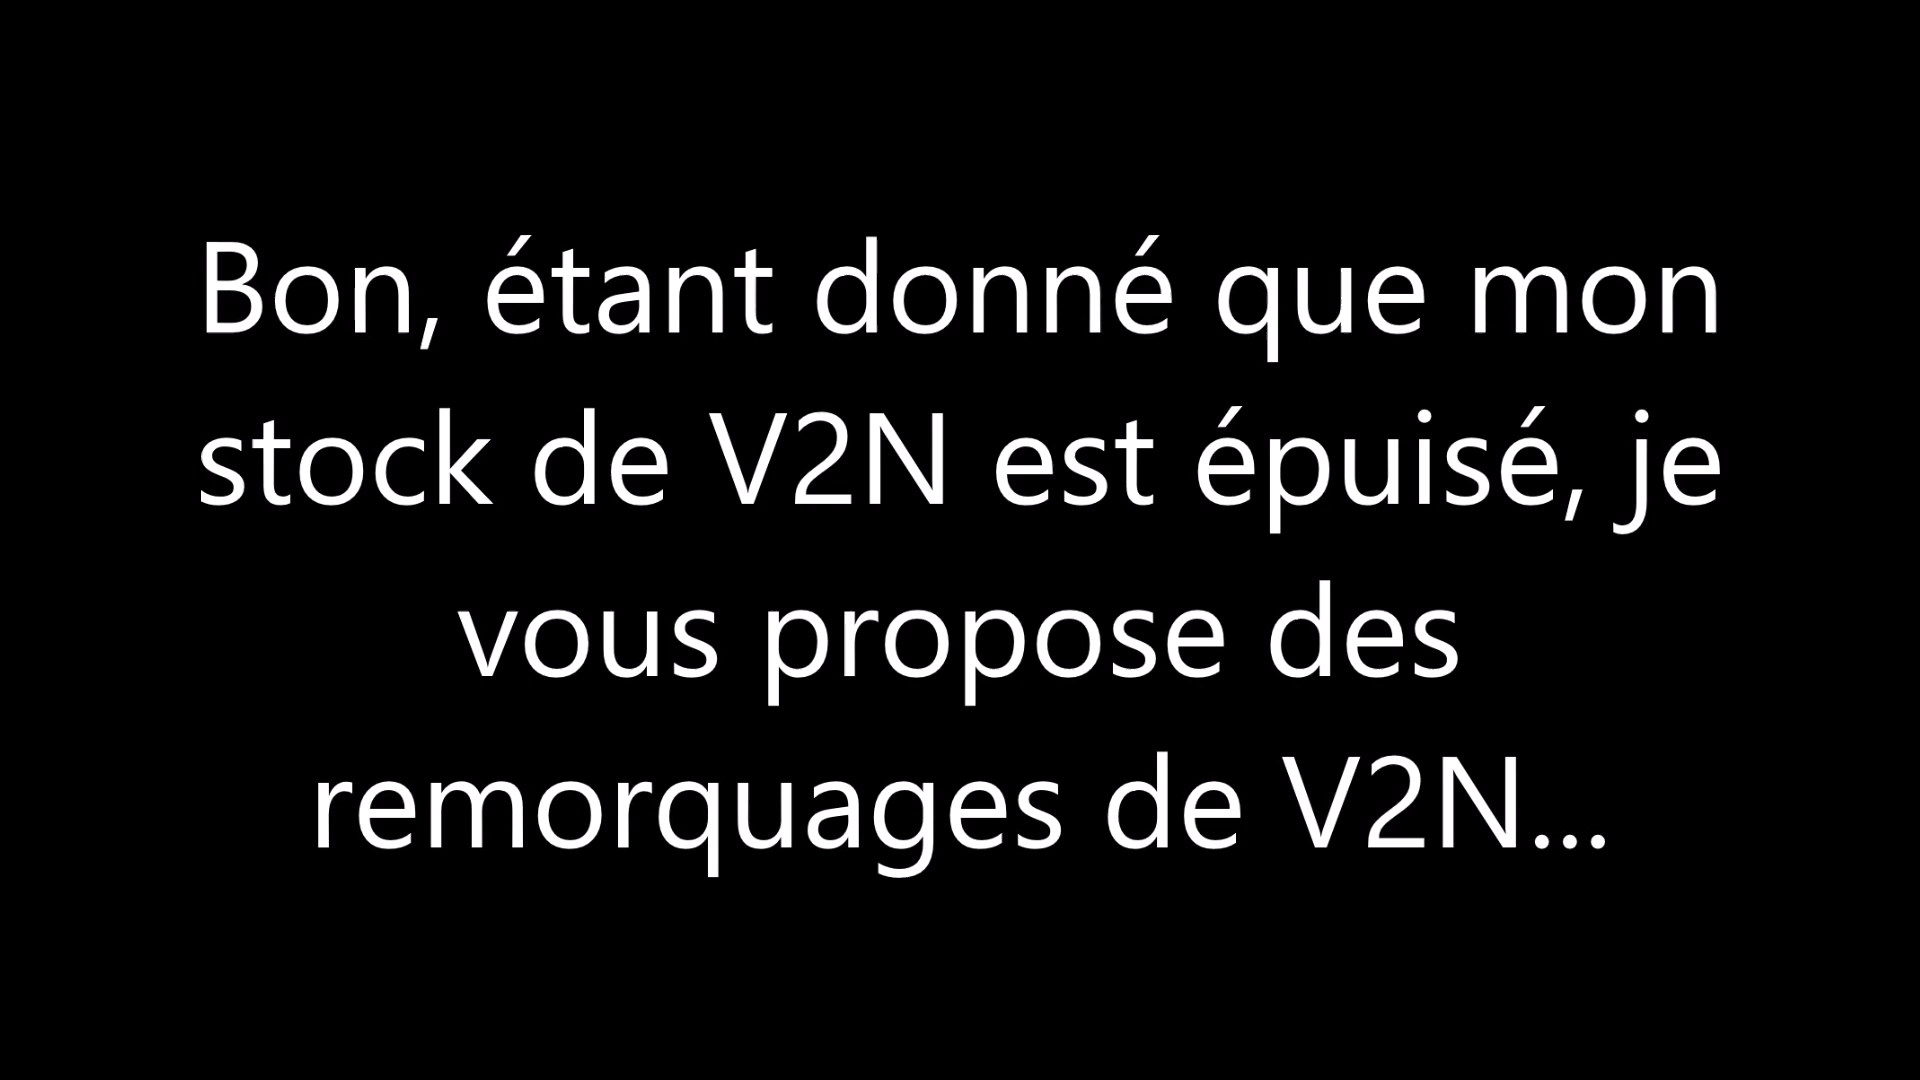 Bon, étant donné que mon
stock de V2N est épuisé, je
vous propose des
remorquages de V2N...